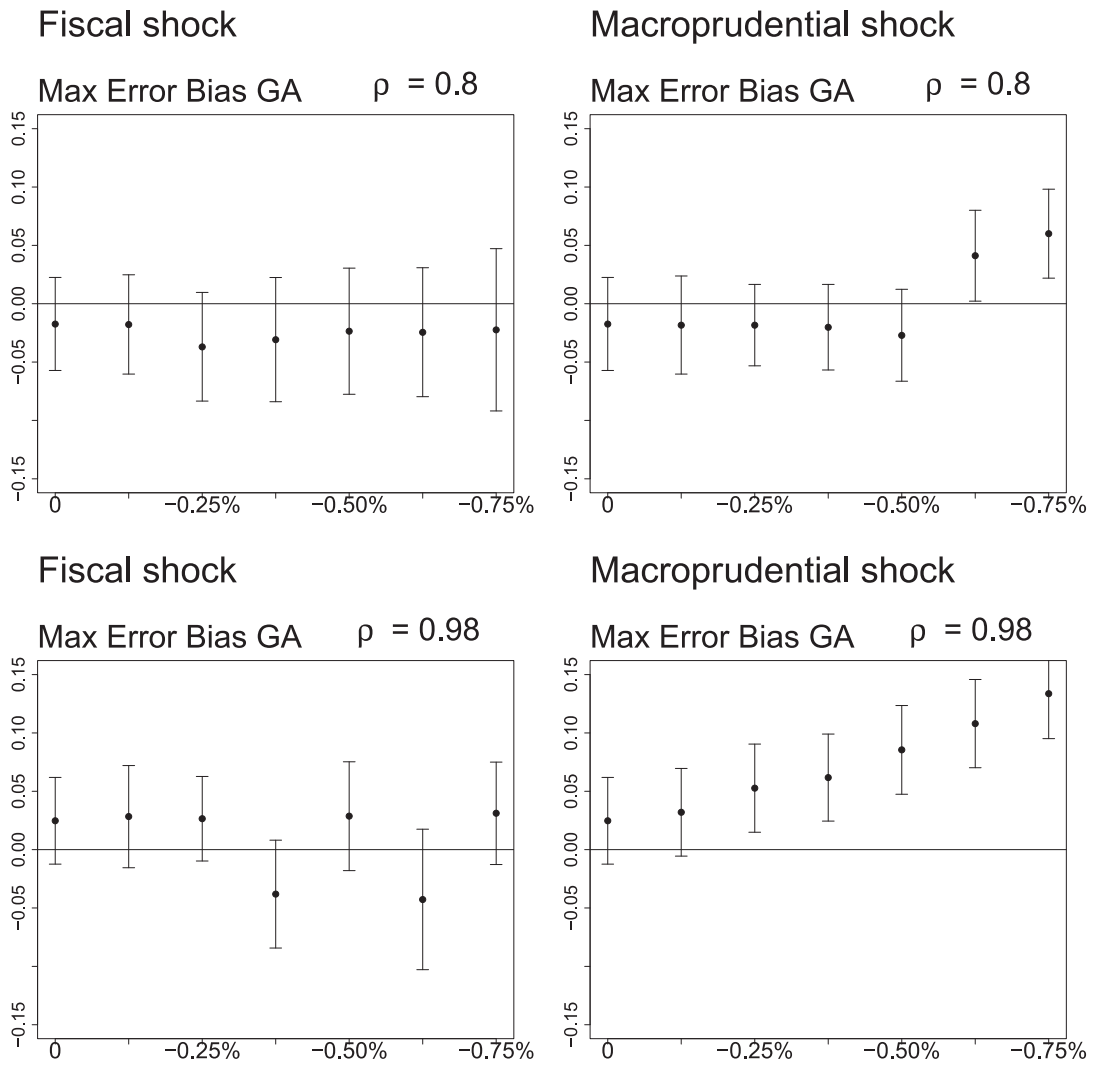 Fiscal shock
Max Error Bias GA ρ = 0.8
0.15
0.10
0.05
0.00
−0.05
−0.15
0 −0.25% −0.50% −0.75%
Macroprudential shock
Max Error Bias GA ρ = 0.8
0.15
0.10
0.05
0.00
−0.05
−0.15
0 −0.25% −0.50% −0.75%
Fiscal shock
Max Error Bias GA ρ = 0.98
0.15
0.10
0.05
0.00
−0.05
−0.15
0 −0.25% −0.50% −0.75%
Macroprudential shock
Max Error Bias GA ρ = 0.98
0.15
0.10
0.05
0.00
−0.05
−0.15
0 −0.25% −0.50% −0.75%